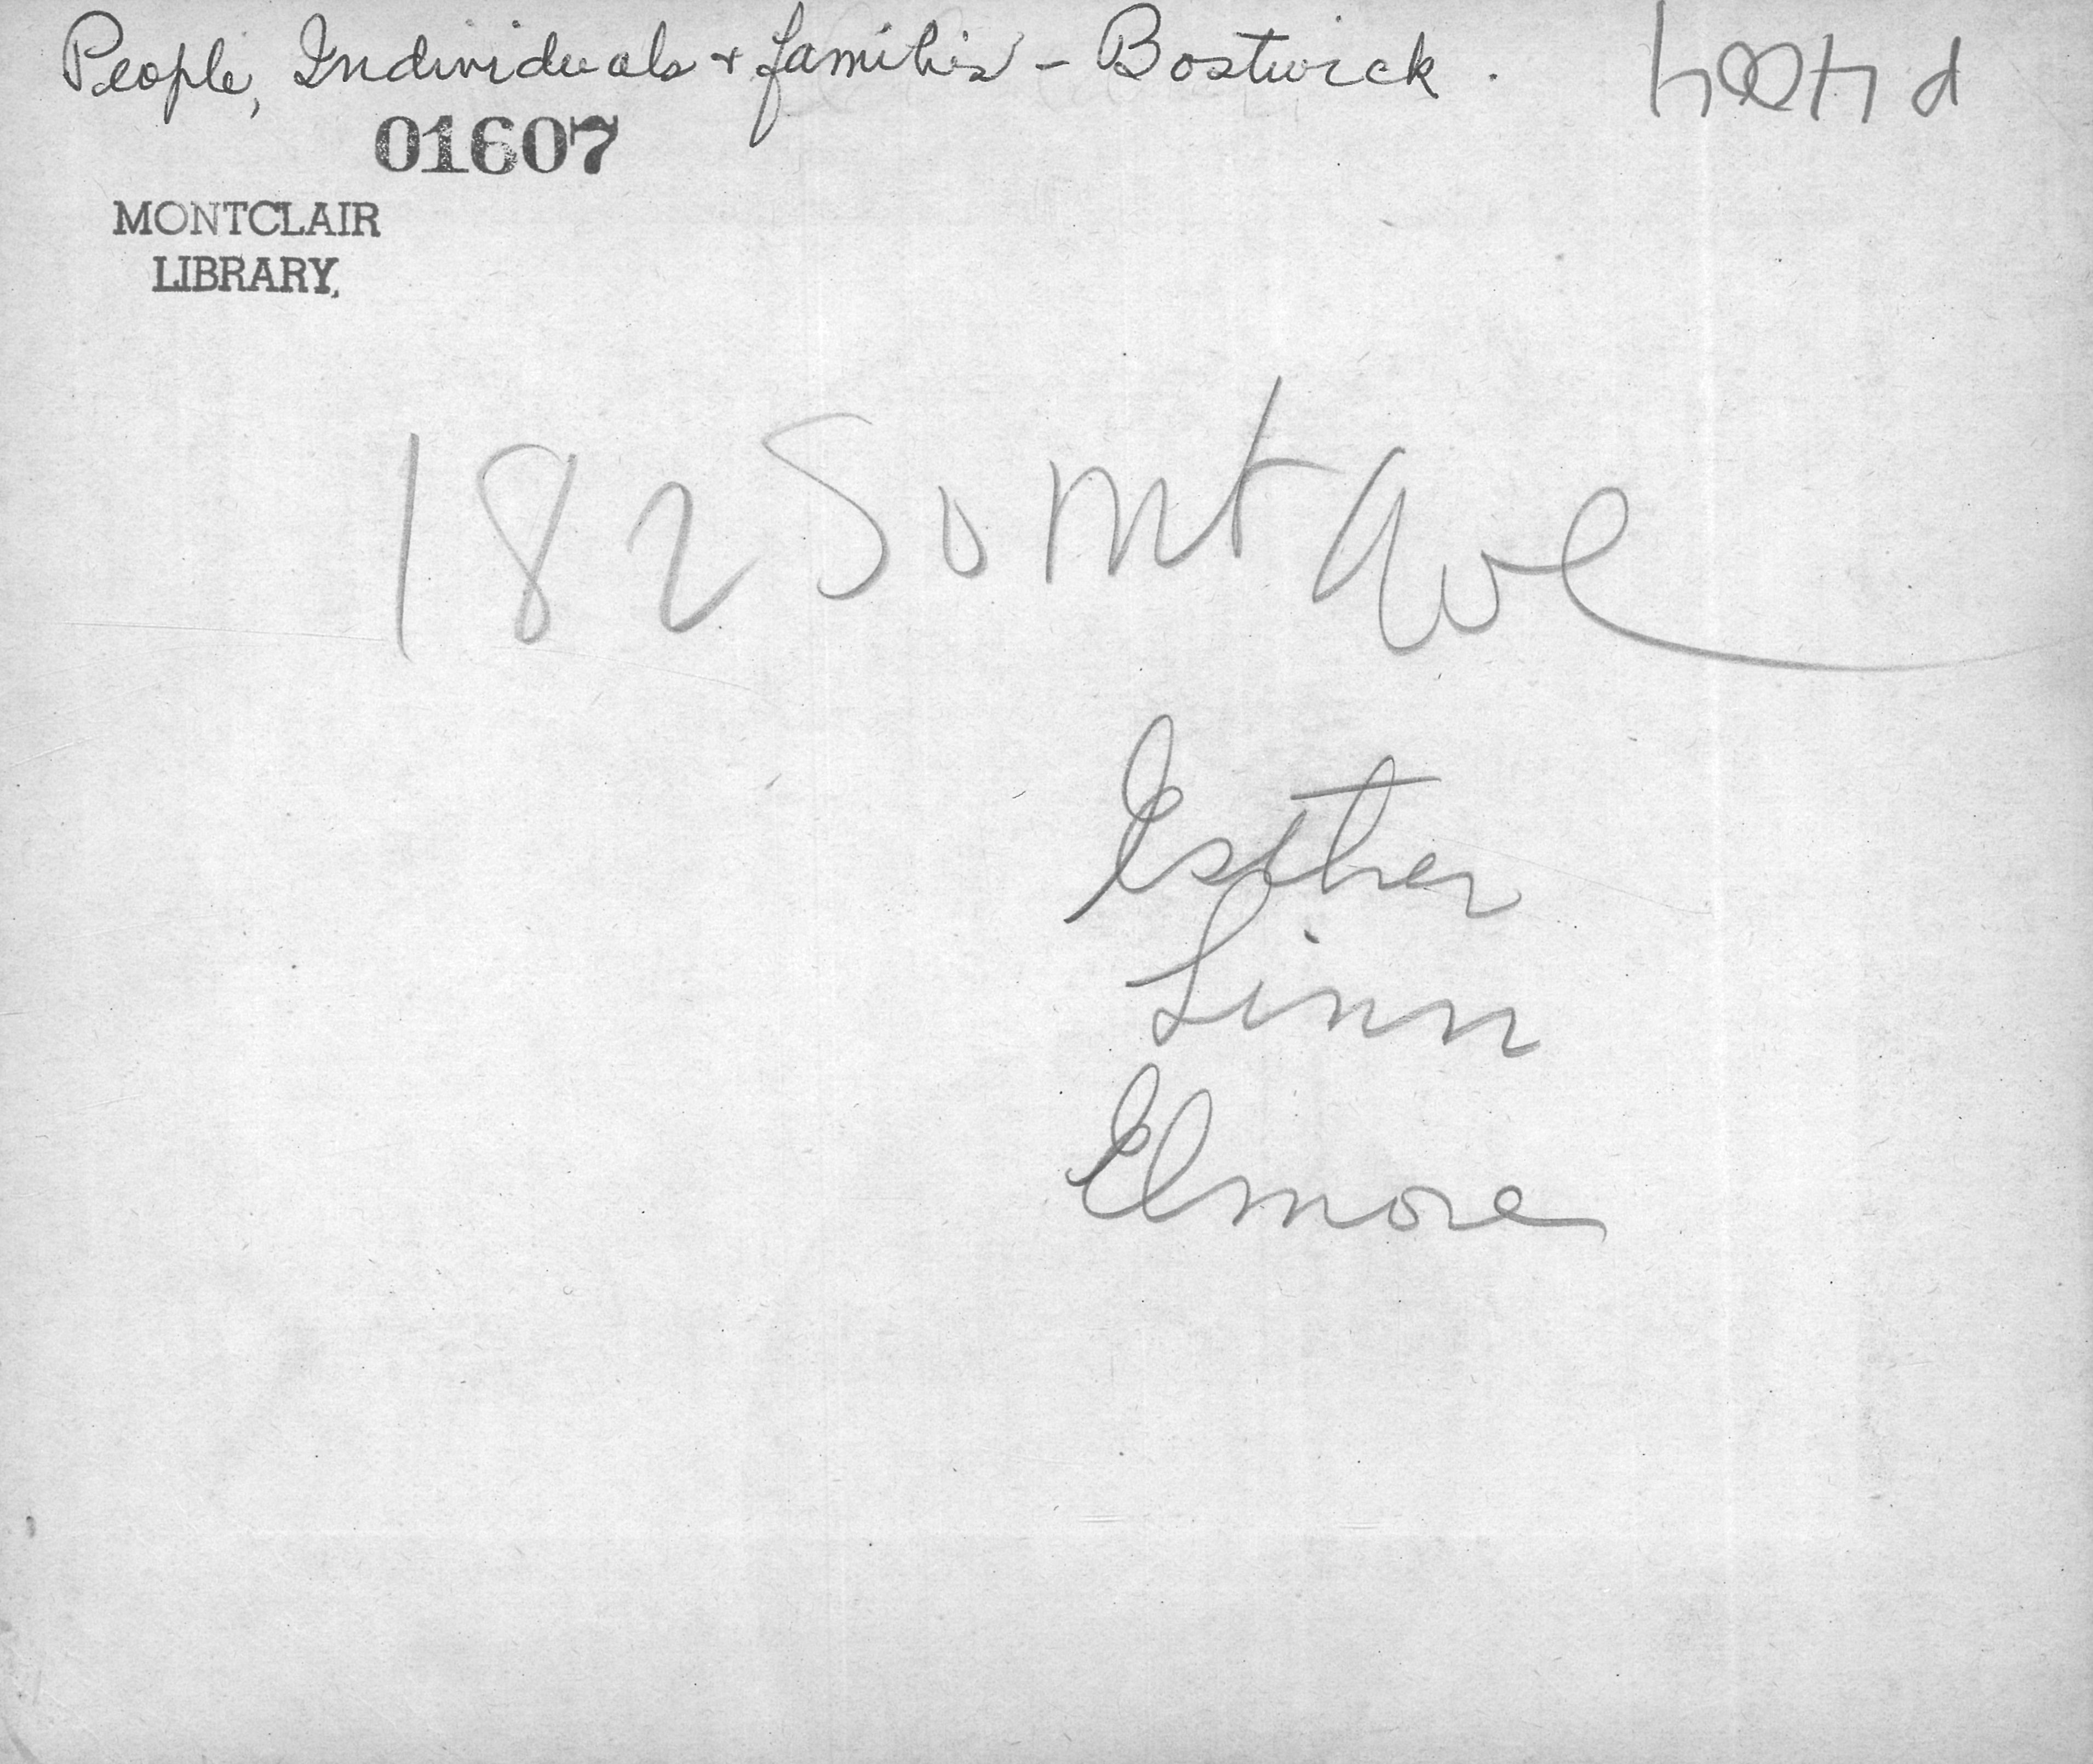 People, Individuals & families - Bostwick.
01607
MONTCLAIR
LIBRARY,
182 So mt Ave
Esther
Linn
Elmore